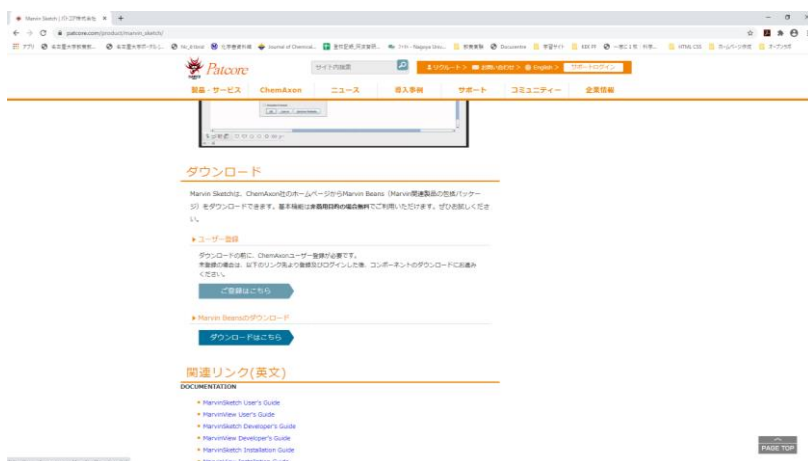 Marvin Sketch | パトコア株式会社
patcore.com/product/marvin_sketch/
アプリ
Journal of Chemical...
Documentre
HTML CSS
Patcore
サイト内検索
リクルート > お問い合わせ > English > サポートログイン
製品・サービス ChemAxon ニュース 導入事例 サポート コミュニティー 企業情報
ダウンロード
Marvin Sketchは、ChemAxon社のホームページからMarvin Beans（Marvin関連製品の包括パッケー
ジ）をダウンロードできます。基本機能は非商用目的の場合無料でご利用いただけます。ぜひお試しくださ
い。
ユーザー登録
ダウンロードの前に、ChemAxonユーザー登録が必要です。
未登録の場合は、以下のリンク先より登録及びログインした後、コンポーネントのダウンロードにお進み
ください。
ご登録はこちら
Marvin Beansのダウンロード
ダウンロードはこちら
関連リンク(英文)
DOCUMENTATION
MarvinSketch User's Guide
MarvinView User's Guide
MarvinSketch Developer's Guide
MarvinView Developer's Guide
MarvinSketch Installation Guide
MarvinView Installation Guide
PAGE TOP